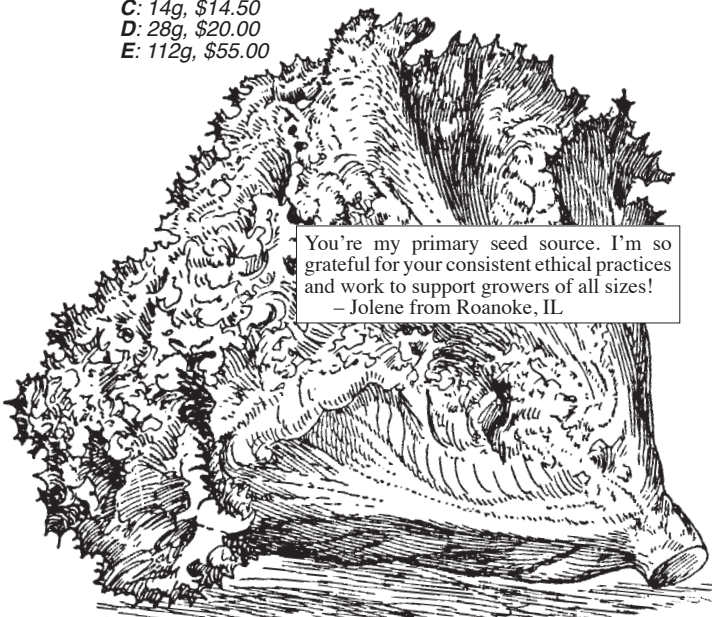 C: 14g, $14.50
D: 28g, $20.00
E: 112g, $55.00
You're my primary seed source. I'm so
grateful for your consistent ethical practices
and work to support growers of all sizes!
– Jolene from Roanoke, IL